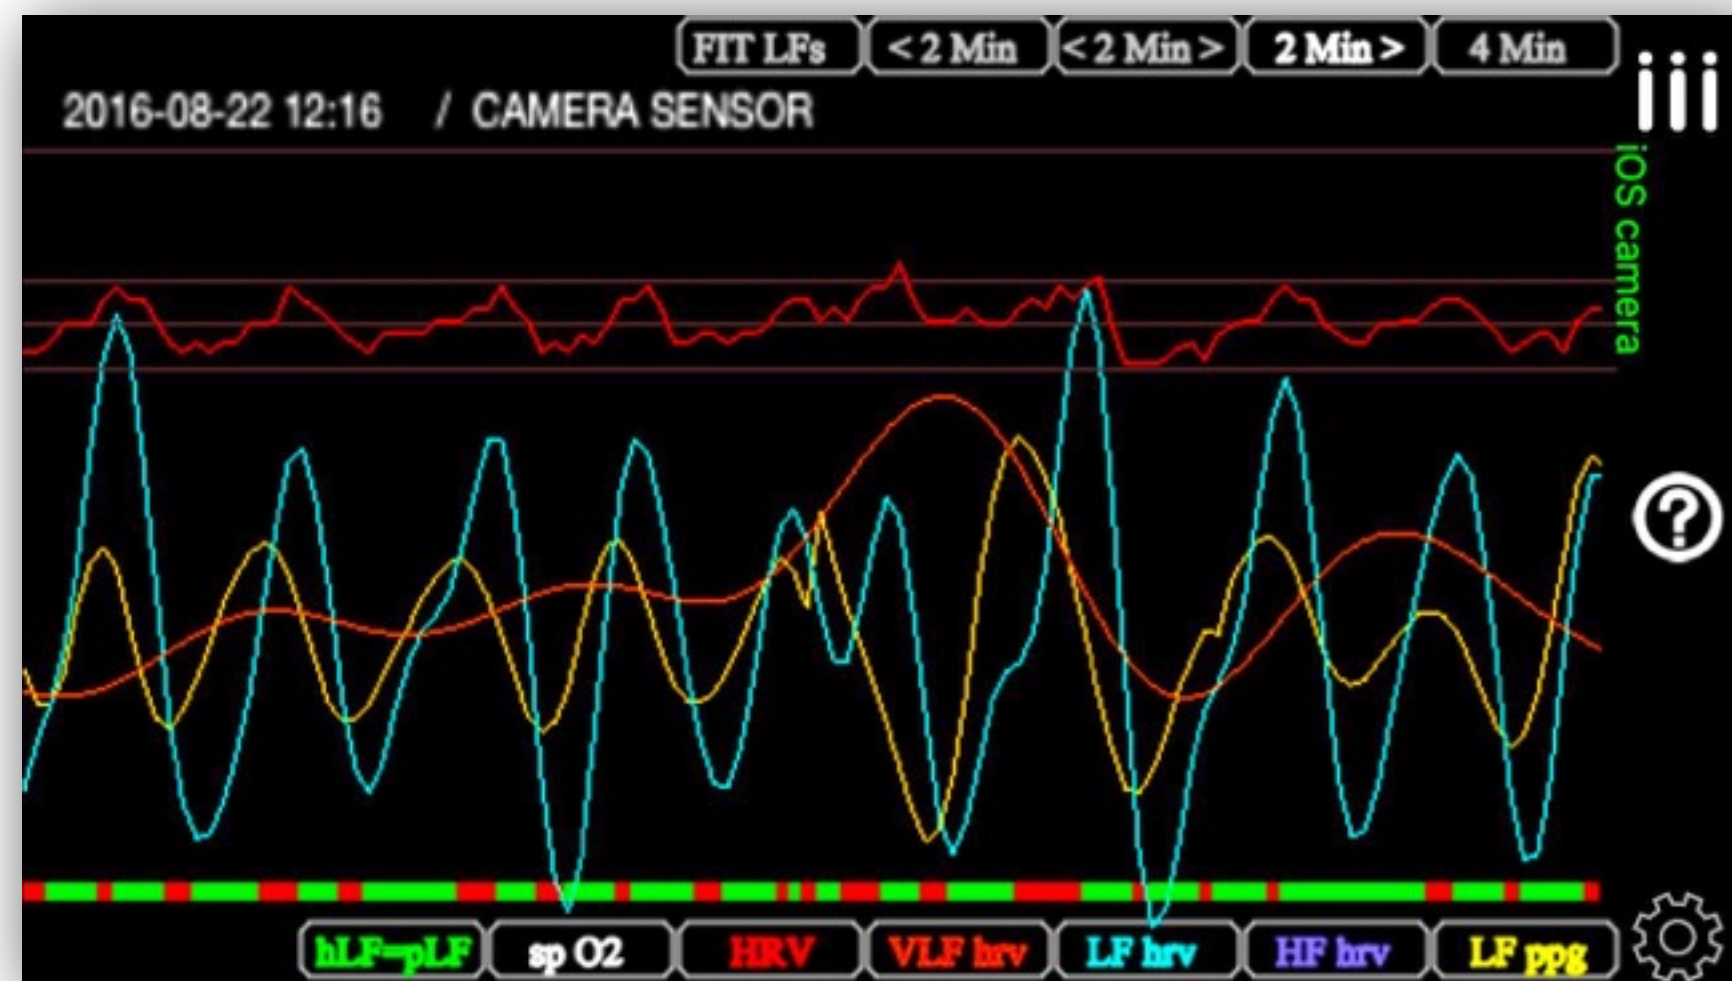 FIT LFs < 2 Min < 2 Min > 2 Min > 4 Min
iii
2016-08-22 12:16 / CAMERA SENSOR
iOS camera
?
hLF=pLF sp O2 HRV VLF hrv LF hrv HF hrv LF ppg